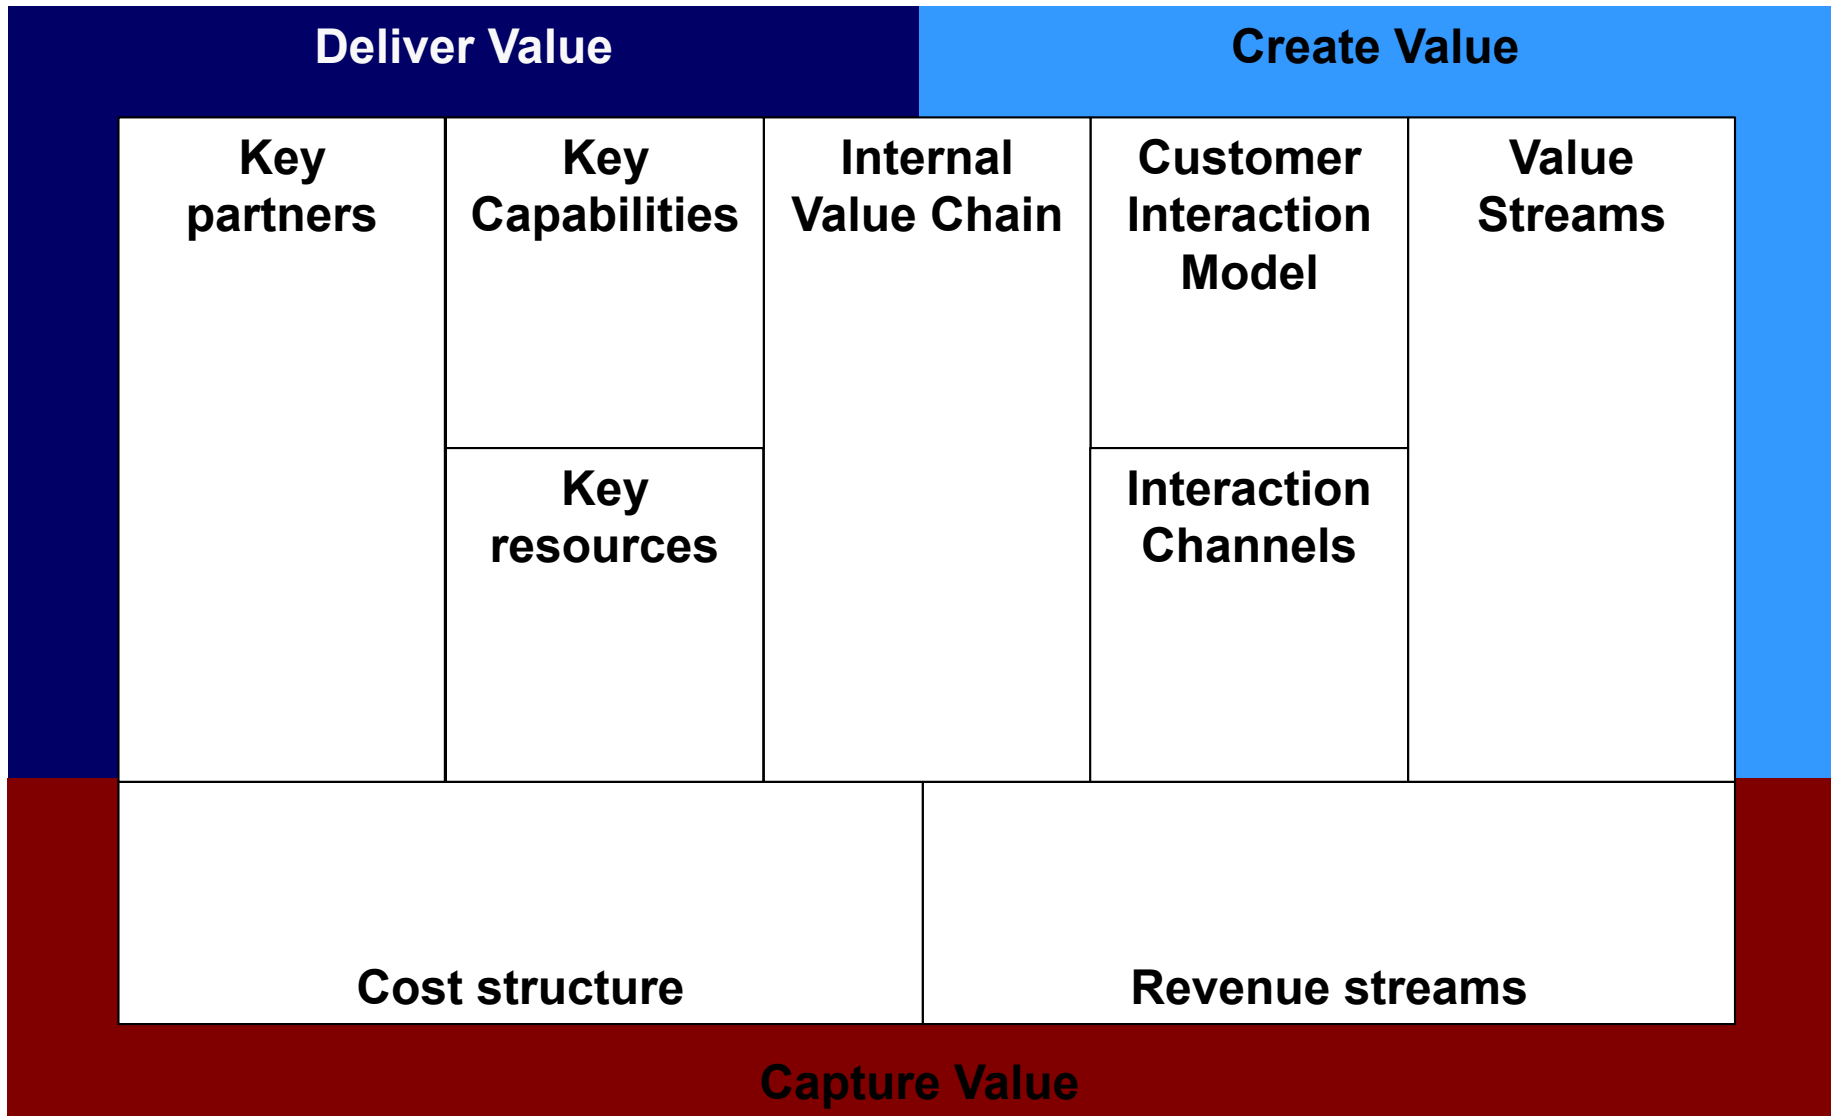 Deliver Value
Create Value
Key
partners
Key
Capabilities
Key
resources
Internal
Value Chain
Customer
Interaction
Model
Interaction
Channels
Value
Streams
Cost structure
Revenue streams
Capture Value